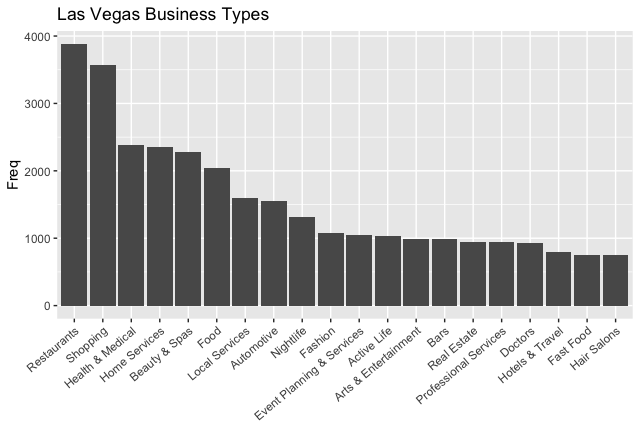 Las Vegas Business Types
Freq
4000
3000
2000
1000
0
Restaurants
Shopping
Health & Medical
Home Services
Beauty & Spas
Food
Local Services
Automotive
Nightlife
Fashion
Event Planning & Services
Active Life
Arts & Entertainment
Bars
Real Estate
Professional Services
Doctors
Hotels & Travel
Fast Food
Hair Salons